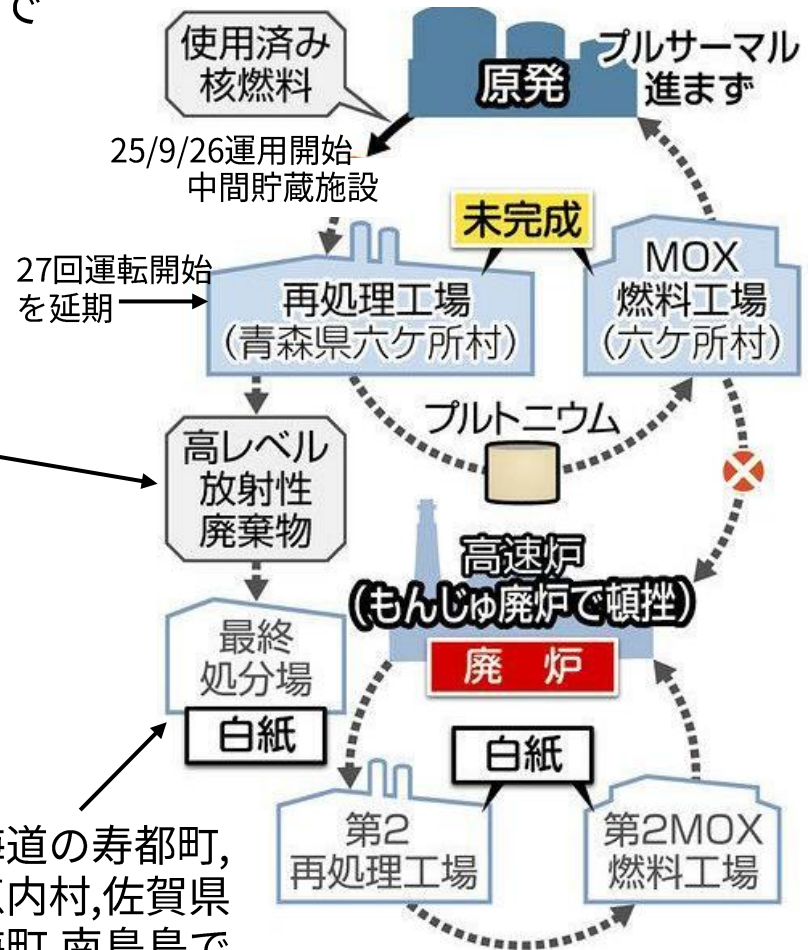 で
使用済み
核燃料
原発
プルサーマル
進まず
25/9/26運用開始
中間貯蔵施設
未完成
27回運転開始
を延期
再処理工場
(青森県六ケ所村)
MOX
燃料工場
(六ケ所村)
プルトニウム
高レベル
放射性
廃棄物
高速炉
(もんじゅ廃炉で頓挫)
廃 炉
最終
処分場
白紙
白紙
第2
再処理工場
第2MOX
燃料工場
道の寿都町,
内村,佐賀県
町,南鳥島で